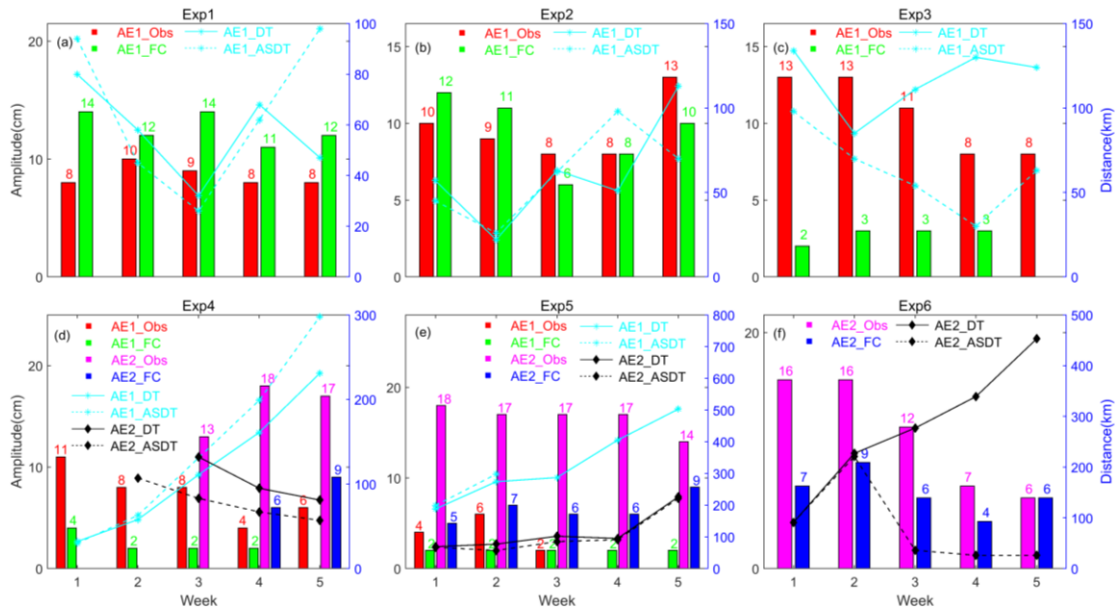 Exp1
(a) AE1_Obs AE1_DT
AE1_FC AE1_ASDT
Amplitude(cm)
20
10
0
100
90
80
70
60
50
40
30
20
10
0
8 14 10 12 9 14 8 11 8 12
Exp2
(b) AE1_Obs AE1_DT
AE1_FC AE1_ASDT
15
10
5
0
150
100
50
0
10 12 9 11 8 6 8 8 13 10
Exp3
(c) AE1_Obs AE1_DT
AE1_FC AE1_ASDT
15
10
5
0
150
100
50
0
Distance(km)
13 2 13 3 11 3 8 3 8
Exp4
(d) AE1_Obs
AE1_FC
AE2_Obs
AE2_FC
AE1_DT
AE1_ASDT
AE2_DT
AE2_ASDT
Amplitude(cm)
20
10
0
300
200
100
0
11 4 8 2 8 2 13 4 2 18 6 6 17 9
1 2 3 4 5
Week
Exp5
(e) AE1_Obs AE1_DT
AE1_FC AE1_ASDT
AE2_Obs AE2_DT
AE2_FC AE2_ASDT
20
10
0
800
700
600
500
400
300
200
100
0
4 2 18 5 6 2 17 7 2 2 17 6 2 17 6 2 14 9
1 2 3 4 5
Week
Exp6
(f) AE2_Obs AE2_DT
AE2_FC AE2_ASDT
20
10
0
500
400
300
200
100
0
Distance(km)
16 7 16 9 12 6 7 4 6 6
1 2 3 4 5
Week